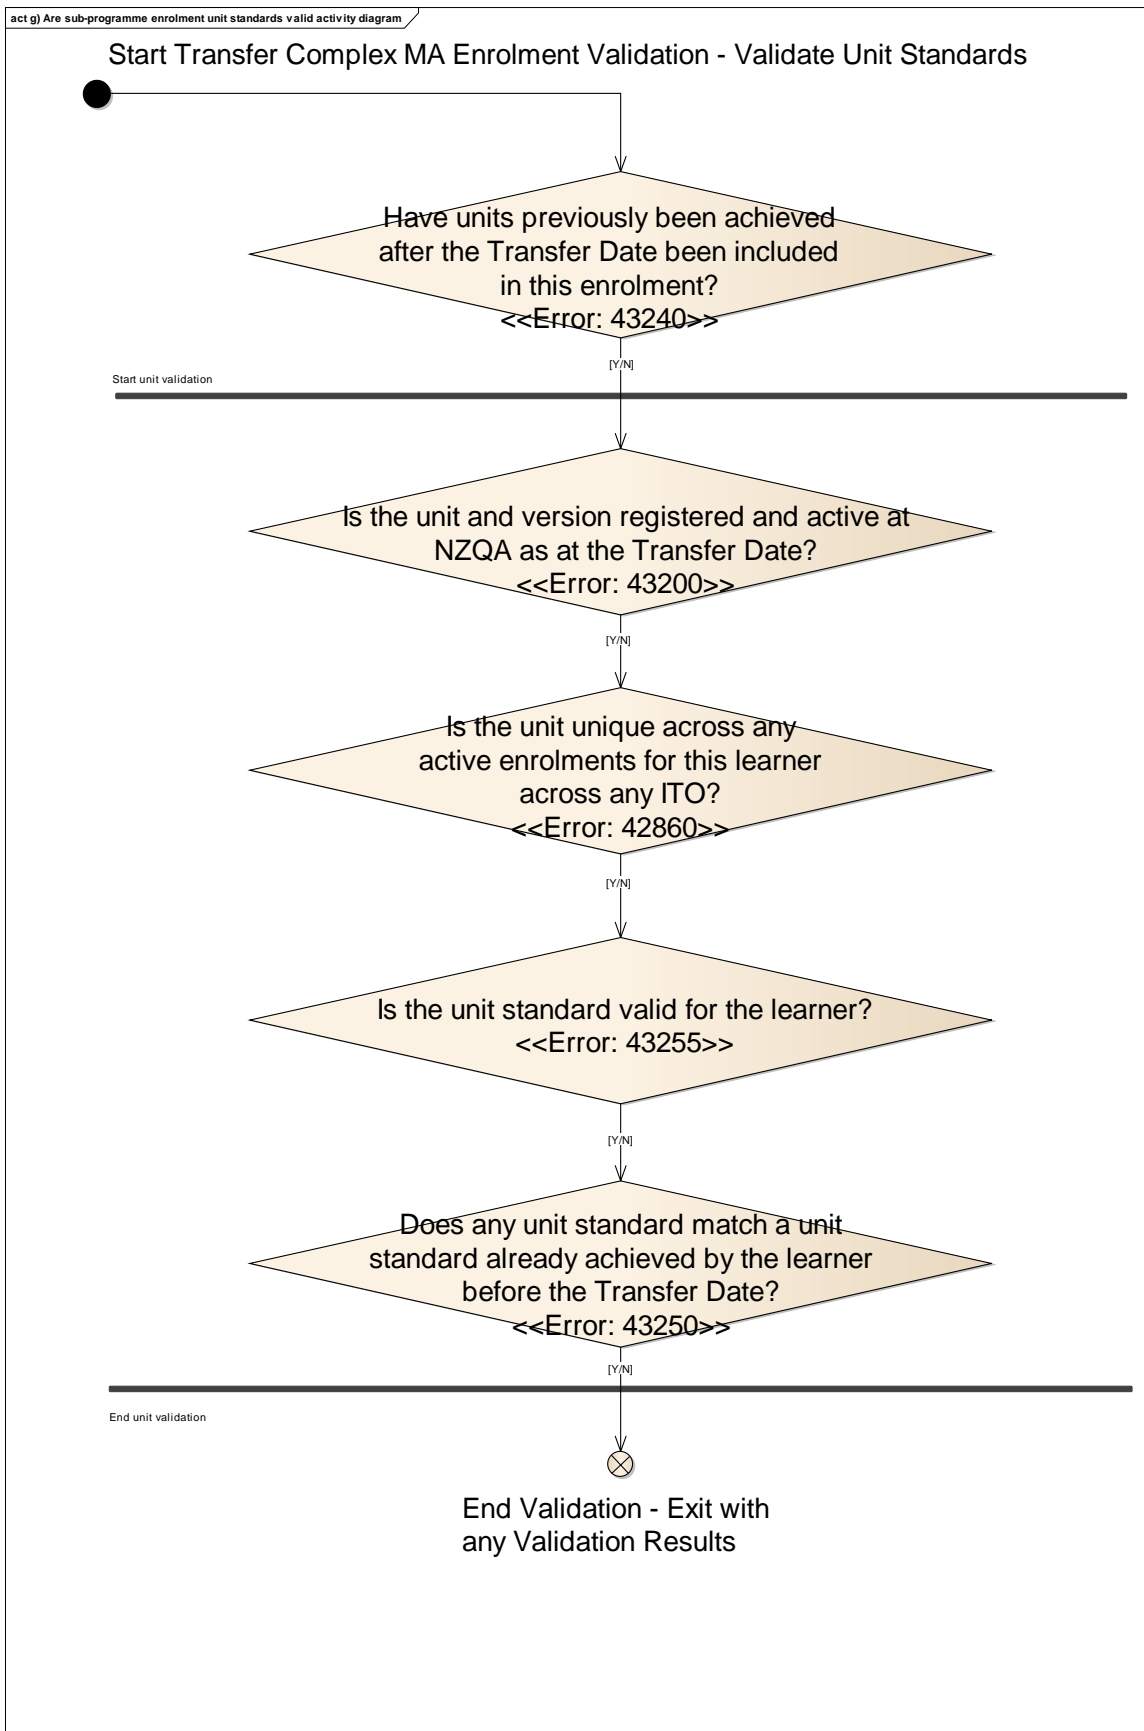 act g) Are sub-programme enrolment unit standards valid activity diagram
Start Transfer Complex MA Enrolment Validation - Validate Unit Standards
Have units previously been achieved
after the Transfer Date been included
in this enrolment?
<<Error: 43240>>
[Y/N]
Start unit validation
Is the unit and version registered and active at
NZQA as at the Transfer Date?
<<Error: 43200>>
[Y/N]
Is the unit unique across any
active enrolments for this learner
across any ITO?
<<Error: 42860>>
[Y/N]
Is the unit standard valid for the learner?
<<Error: 43255>>
[Y/N]
Does any unit standard match a unit
standard already achieved by the learner
before the Transfer Date?
<<Error: 43250>>
[Y/N]
End unit validation
End Validation - Exit with
any Validation Results